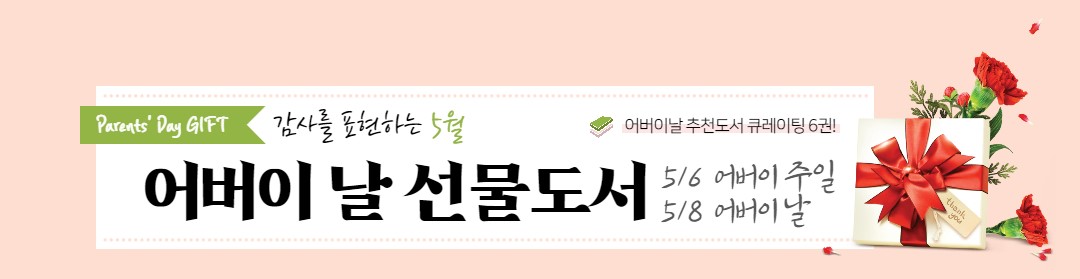 Parents' Day GIFT
감사를 표현하는 5월
어버이날 추천도서 큐레이팅 6권!
어버이 날 선물도서
5/6 어버이 주일
5/8 어버이 날
thank you